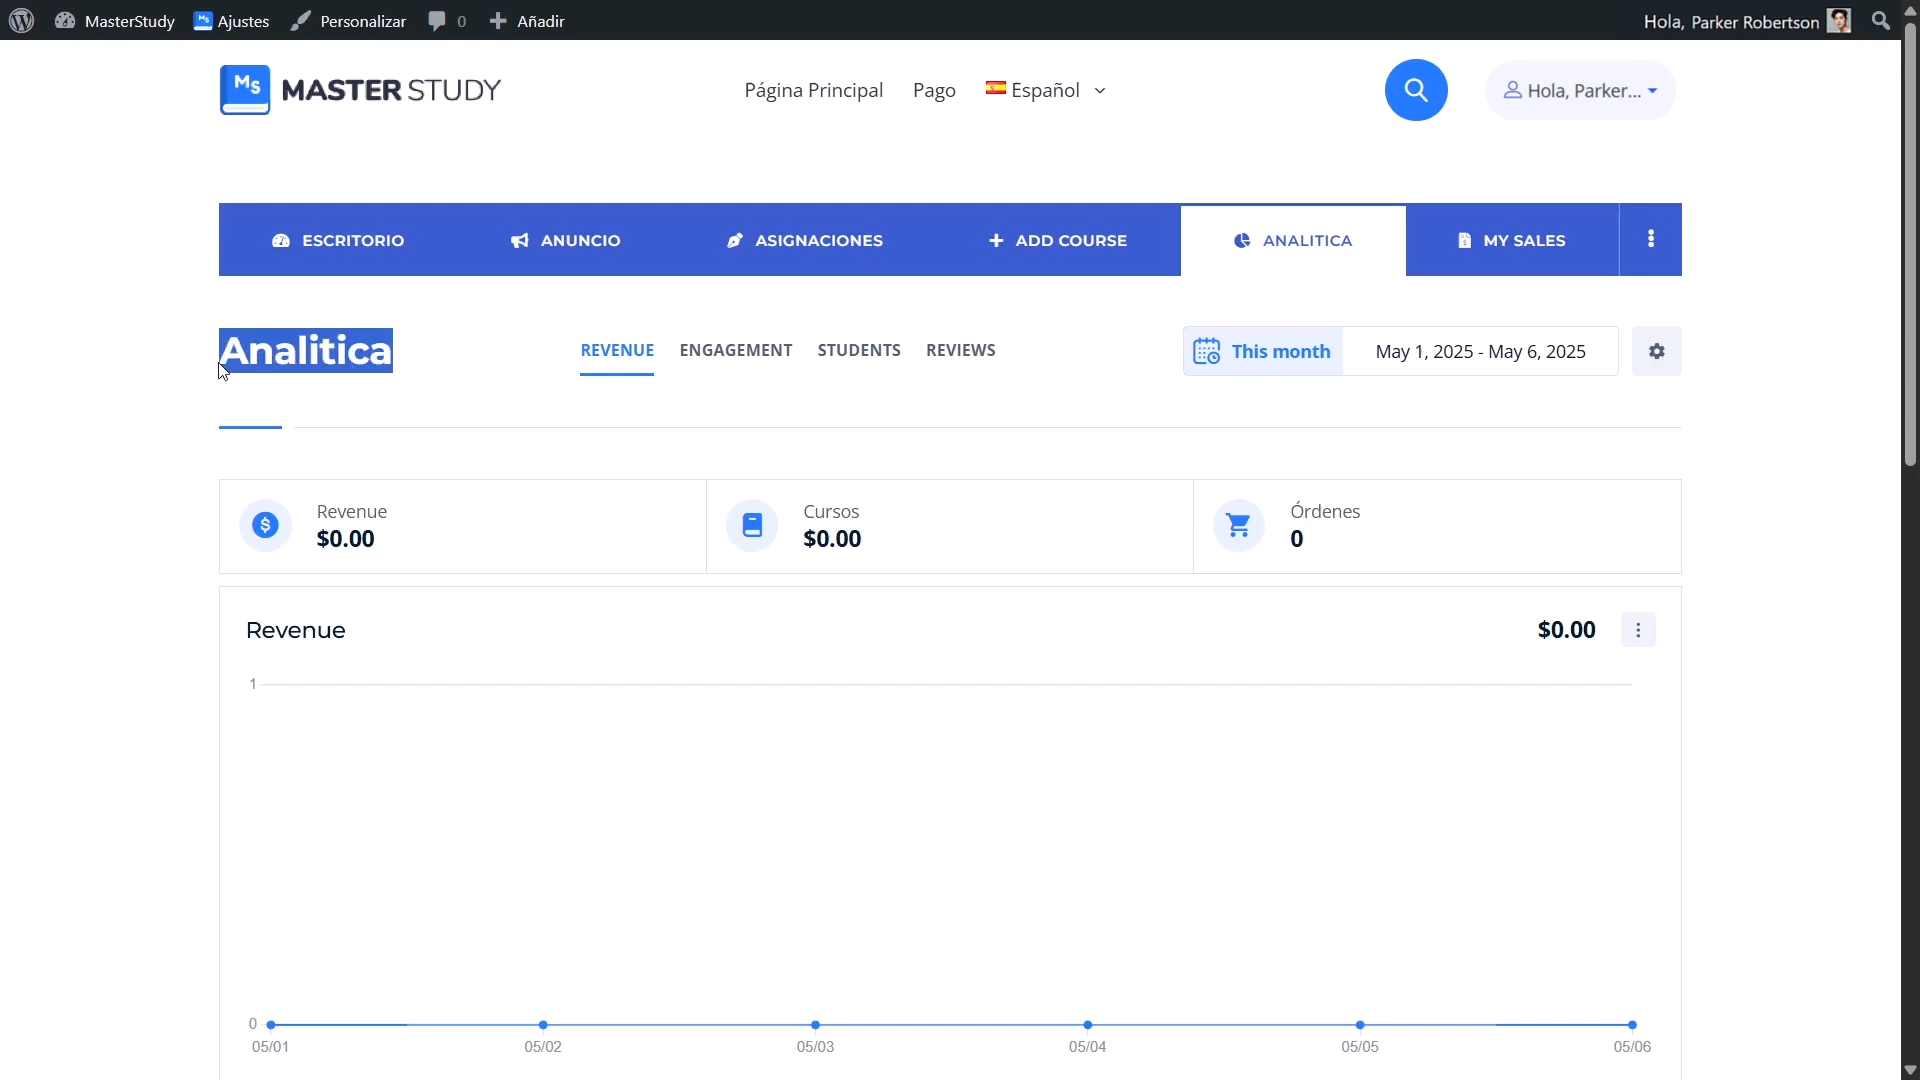 MasterStudy Ajustes Personalizar 0 Añadir Hola, Parker Robertson
Ms MASTER STUDY Página Principal Pago Español Hola, Parker...
ESCRITORIO ANUNCIO ASIGNACIONES ADD COURSE ANALITICA MY SALES
Analitica REVENUE ENGAGEMENT STUDENTS REVIEWS This month May 1, 2025 - May 6, 2025
Revenue Cursos Órdenes
$0.00 $0.00 0
Revenue $0.00
1
0
05/01 05/02 05/03 05/04 05/05 05/06